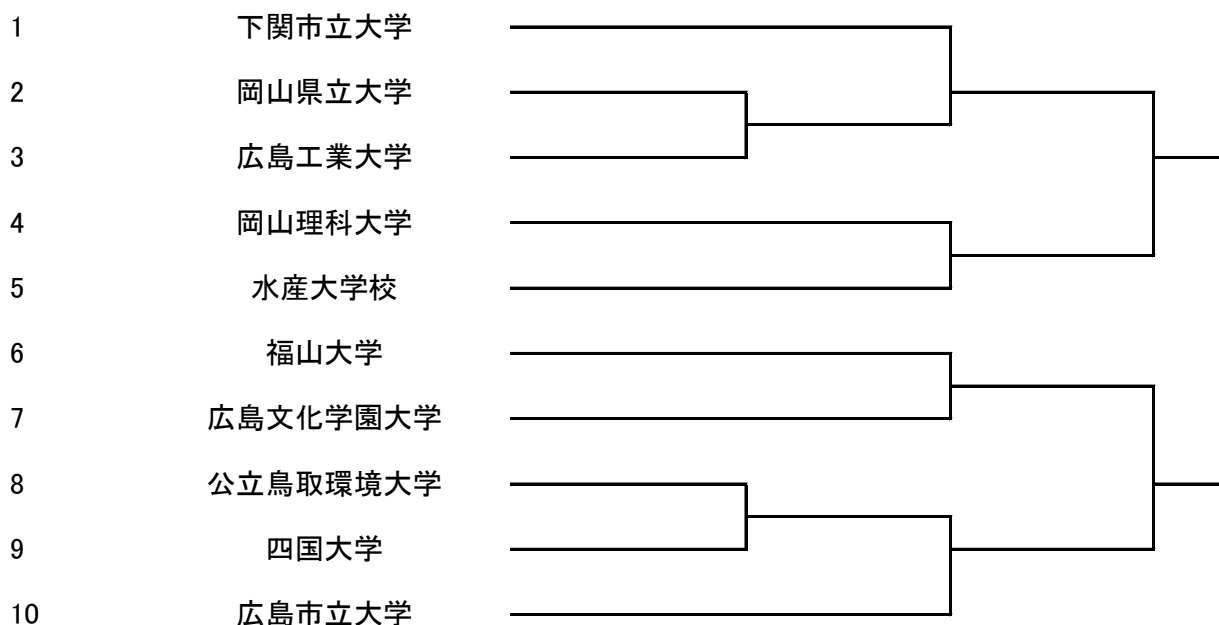 1 下関市立大学
2 岡山県立大学
3 広島工業大学
4 岡山理科大学
5 水産大学校
6 福山大学
7 広島文化学園大学
8 公立鳥取環境大学
9 四国大学
10 広島市立大学